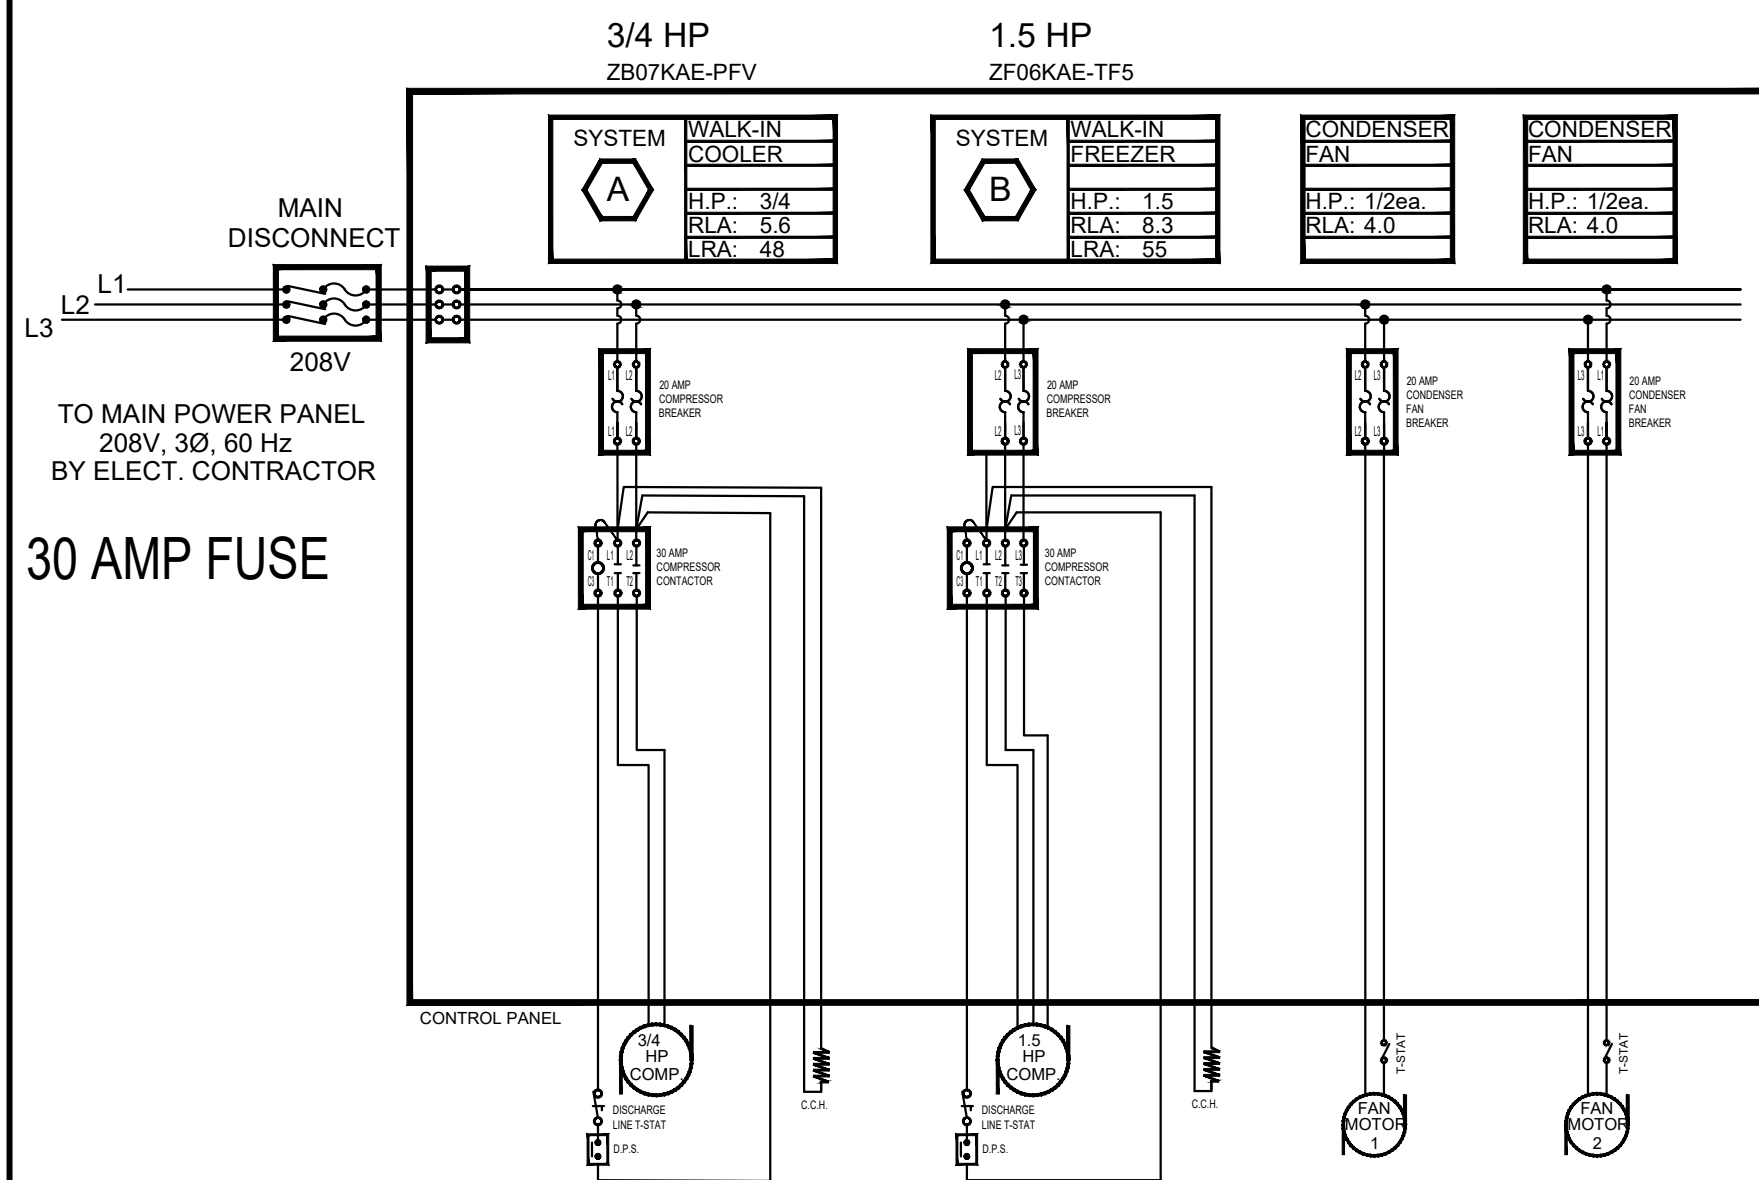 3/4 HP
ZB07KAE-PFV
1.5 HP
ZF06KAE-TF5
SYSTEM
A
WALK-IN
COOLER
H.P.: 3/4
RLA: 5.6
LRA: 48
SYSTEM
B
WALK-IN
FREEZER
H.P.: 1.5
RLA: 8.3
LRA: 55
CONDENSER
FAN
H.P.: 1/2ea.
RLA: 4.0
CONDENSER
FAN
H.P.: 1/2ea.
RLA: 4.0
MAIN
DISCONNECT
L1
L2
L3
208V
TO MAIN POWER PANEL
208V, 3Ø, 60 Hz
BY ELECT. CONTRACTOR
30 AMP FUSE
L1 L2
L1 L2
20 AMP
COMPRESSOR
BREAKER
L2 L3
L2 L3
20 AMP
COMPRESSOR
BREAKER
L2 L3
L2 L3
20 AMP
CONDENSER
FAN
BREAKER
L3 L1
L3 L1
20 AMP
CONDENSER
FAN
BREAKER
C1 L1 L2
C3 T1 T2
30 AMP
COMPRESSOR
CONTACTOR
C1 L1 L2 L3
C3 T1 T2 T3
30 AMP
COMPRESSOR
CONTACTOR
CONTROL PANEL
3/4
HP
COMP.
DISCHARGE
LINE T-STAT
D.P.S.
C.C.H.
1.5
HP
COMP.
DISCHARGE
LINE T-STAT
D.P.S.
C.C.H.
T-STAT
FAN
MOTOR
1
T-STAT
FAN
MOTOR
2